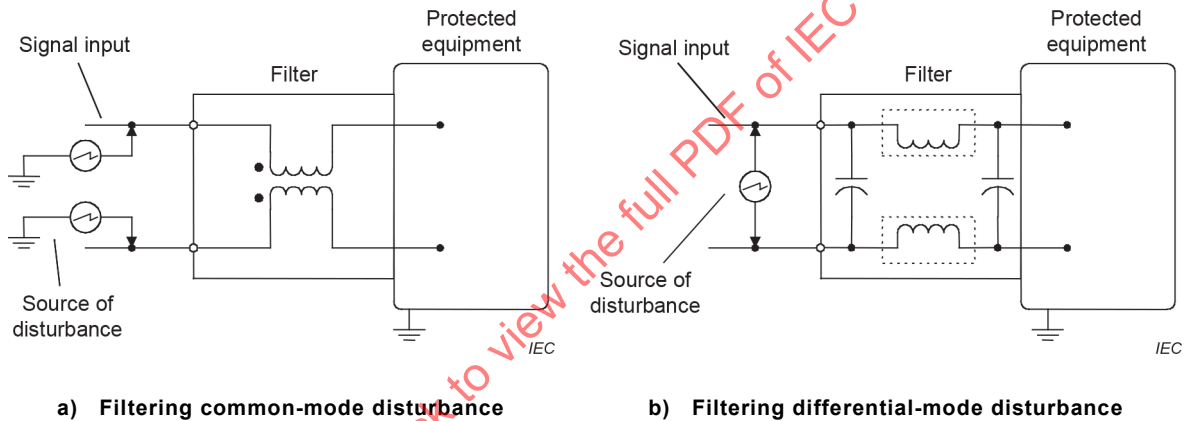 Signal input
Filter
Protected
equipment
Source of
disturbance
IEC
a) Filtering common-mode disturbance
Signal input
Filter
Protected
equipment
Source of
disturbance
IEC
b) Filtering differential-mode disturbance
k to view the full PDF of IEC